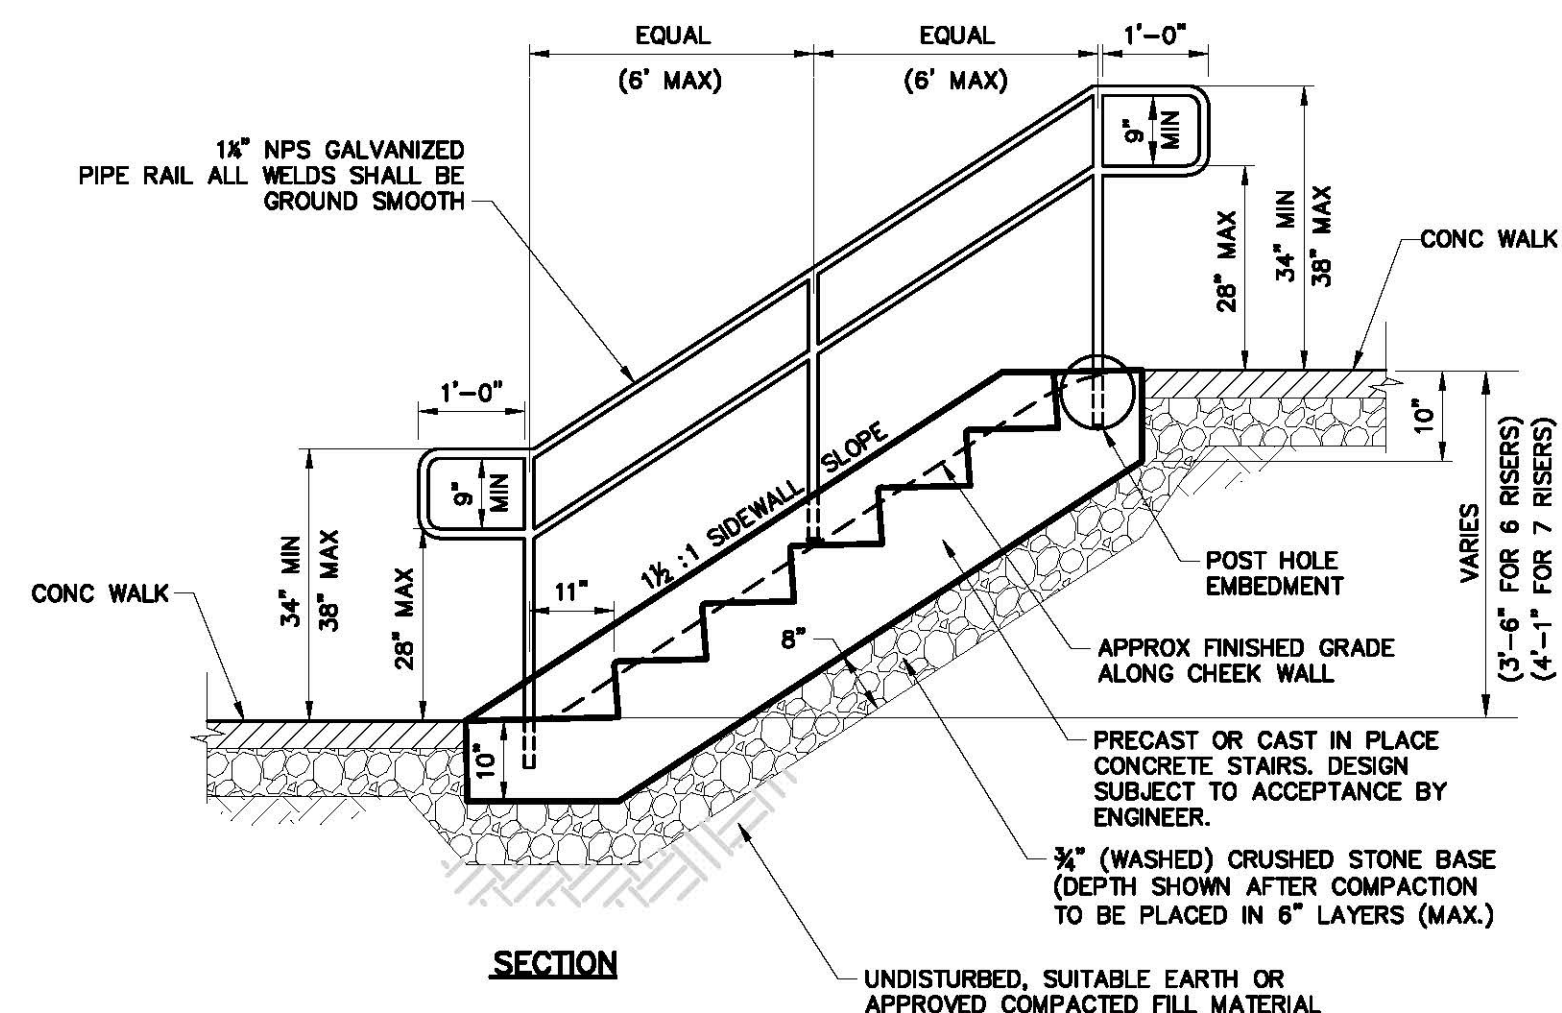 EQUAL
(6' MAX)
EQUAL
(6' MAX)
1'-0"
1¼" NPS GALVANIZED
PIPE RAIL ALL WELDS SHALL BE
GROUND SMOOTH
9"
MIN
28" MAX
34" MIN
38" MAX
CONC WALK
1'-0"
9"
MIN
34" MIN
38" MAX
28" MAX
CONC WALK
11"
1½ :1 SIDEWALL SLOPE
10"
8"
10"
VARIES
(3'-6" FOR 6 RISERS)
(4'-1" FOR 7 RISERS)
POST HOLE
EMBEDMENT
APPROX FINISHED GRADE
ALONG CHEEK WALL
PRECAST OR CAST IN PLACE
CONCRETE STAIRS. DESIGN
SUBJECT TO ACCEPTANCE BY
ENGINEER.
¾" (WASHED) CRUSHED STONE BASE
(DEPTH SHOWN AFTER COMPACTION
TO BE PLACED IN 6" LAYERS (MAX.)
SECTION
UNDISTURBED, SUITABLE EARTH OR
APPROVED COMPACTED FILL MATERIAL